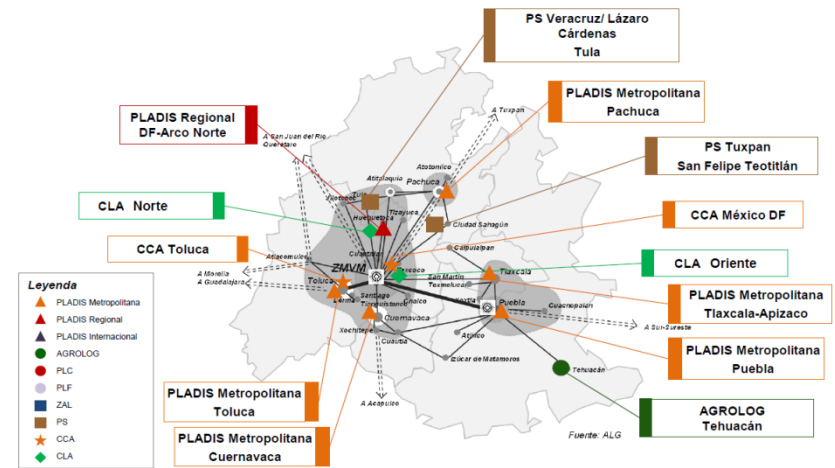 PS Veracruz/ Lázaro
Cárdenas
Tula
PLADIS Metropolitana
Pachuca
PLADIS Regional
DF-Arco Norte
A Tuxpan
A San Juan del Río
Querétaro
PS Tuxpan
San Felipe Teotitlán
Atotonilco
Atitalaquia
Pachuca
Tula
Tizayuca
Huehuetoca
Ciudad Sahagún
CLA Norte
CCA México DF
CCA Toluca
Calpulalpan
CLA Oriente
Atlacomulco
ZMVM
Texcoco
A Morelia
A Guadalajara
Toluca
San Martín
Texmelucan
Tlaxcala
Leyenda
PLADIS Metropolitana
PLADIS Regional
PLADIS Internacional
AGROLOG
PLC
PLF
ZAL
PS
CCA
CLA
Lerma
Santiago
Tianguistenco
Chalco
Puebla
Cuacnopalan
PLADIS Metropolitana
Tlaxcala-Apizaco
Cuernavaca
Xochitepec
Cuautla
Atlixco
A Sur-Sureste
Izúcar de Matamoros
PLADIS Metropolitana
Puebla
Tehuacán
PLADIS Metropolitana
Toluca
A Acapulco
AGROLOG
Tehuacán
PLADIS Metropolitana
Cuernavaca
Fuente: ALG